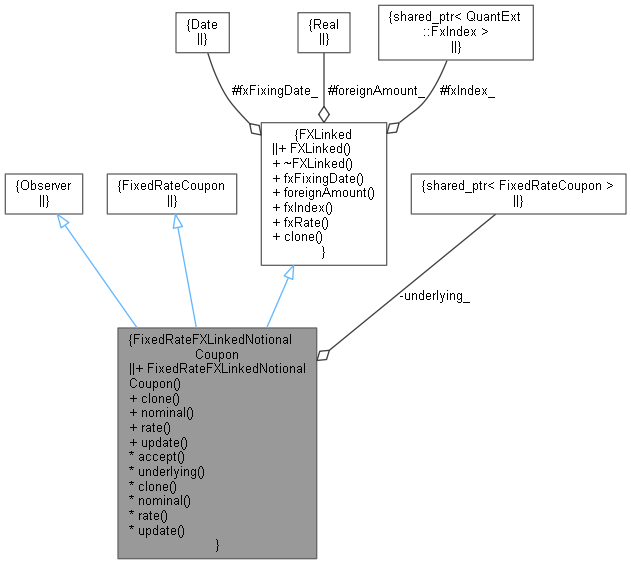 {Date
||}
{Real
||}
{shared_ptr< QuantExt
::FxIndex >
||}
#fxFixingDate_
#foreignAmount_
#fxIndex_
{FXLinked
||+ FXLinked()
+ ~FXLinked()
+ fxFixingDate()
+ foreignAmount()
+ fxIndex()
+ fxRate()
+ clone()
}
{Observer
||}
{FixedRateCoupon
||}
{shared_ptr< FixedRateCoupon >
||}
-underlying_
{FixedRateFXLinkedNotional
Coupon
||+ FixedRateFXLinkedNotional
Coupon()
+ clone()
+ nominal()
+ rate()
+ update()
* accept()
* underlying()
* clone()
* nominal()
* rate()
* update()
}